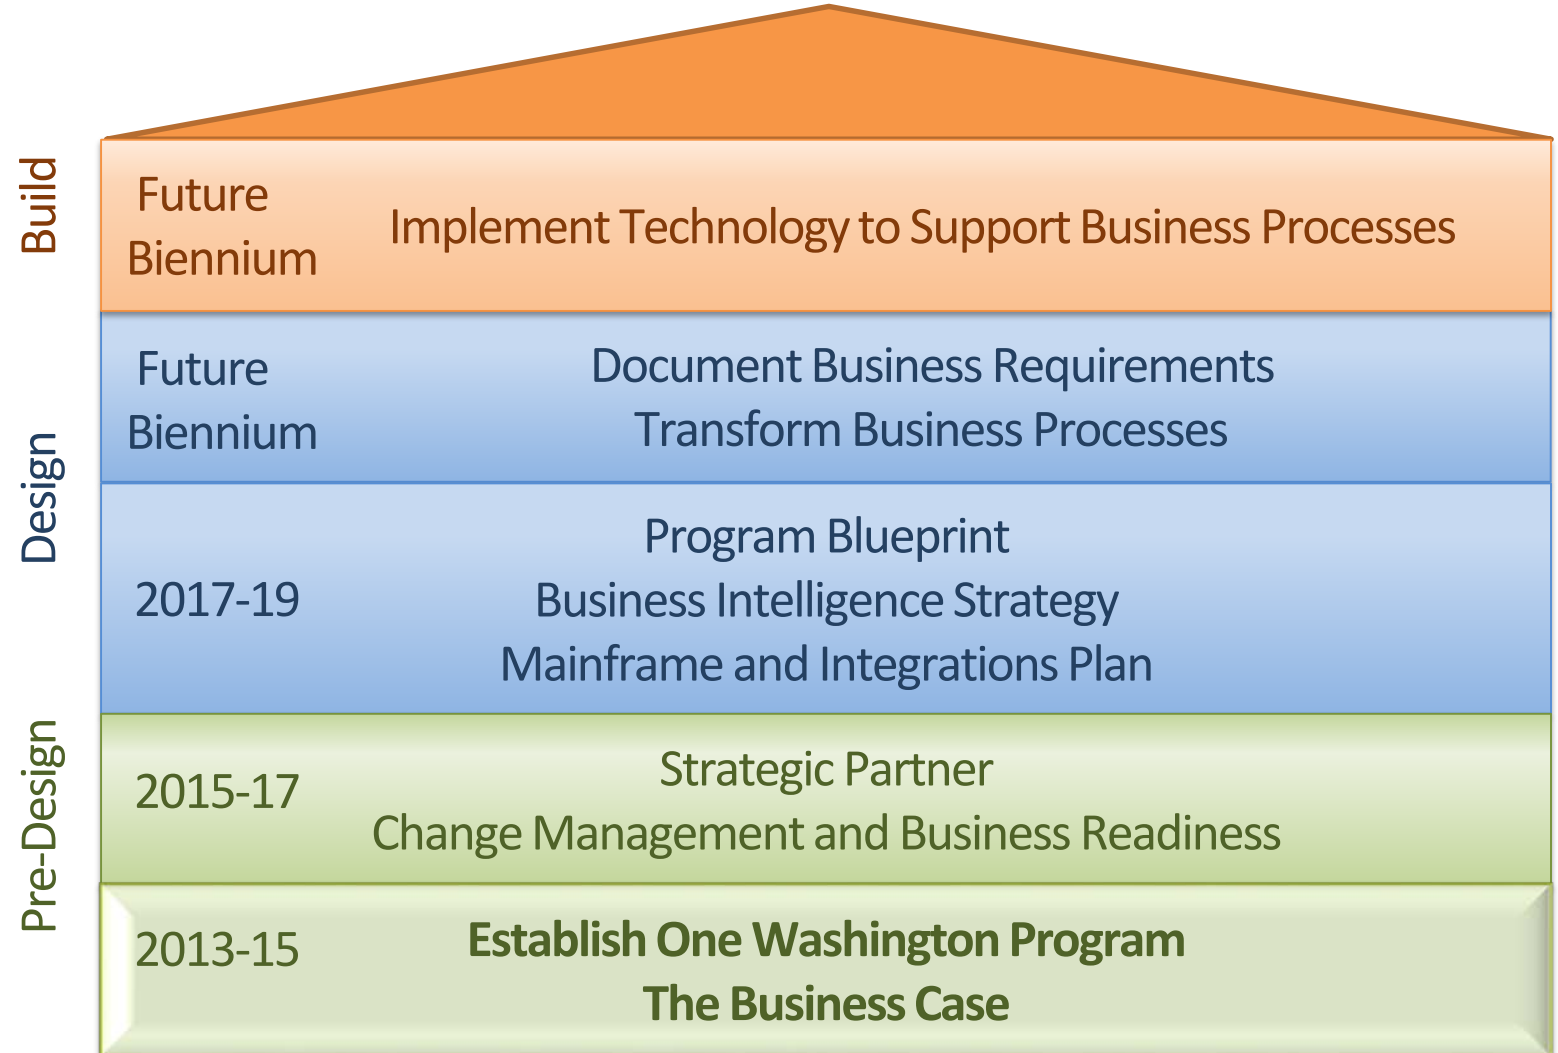 Build
Future
Biennium
Implement Technology to Support Business Processes
Design
Future
Biennium
Document Business Requirements
Transform Business Processes
2017-19
Program Blueprint
Business Intelligence Strategy
Mainframe and Integrations Plan
Pre-Design
2015-17
Strategic Partner
Change Management and Business Readiness
2013-15
Establish One Washington Program
The Business Case